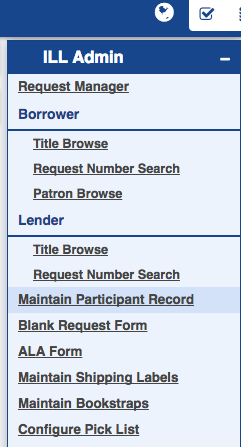 ILL Admin
Request Manager
Borrower
Title Browse
Request Number Search
Patron Browse
Lender
Title Browse
Request Number Search
Maintain Participant Record
Blank Request Form
ALA Form
Maintain Shipping Labels
Maintain Bookstraps
Configure Pick List